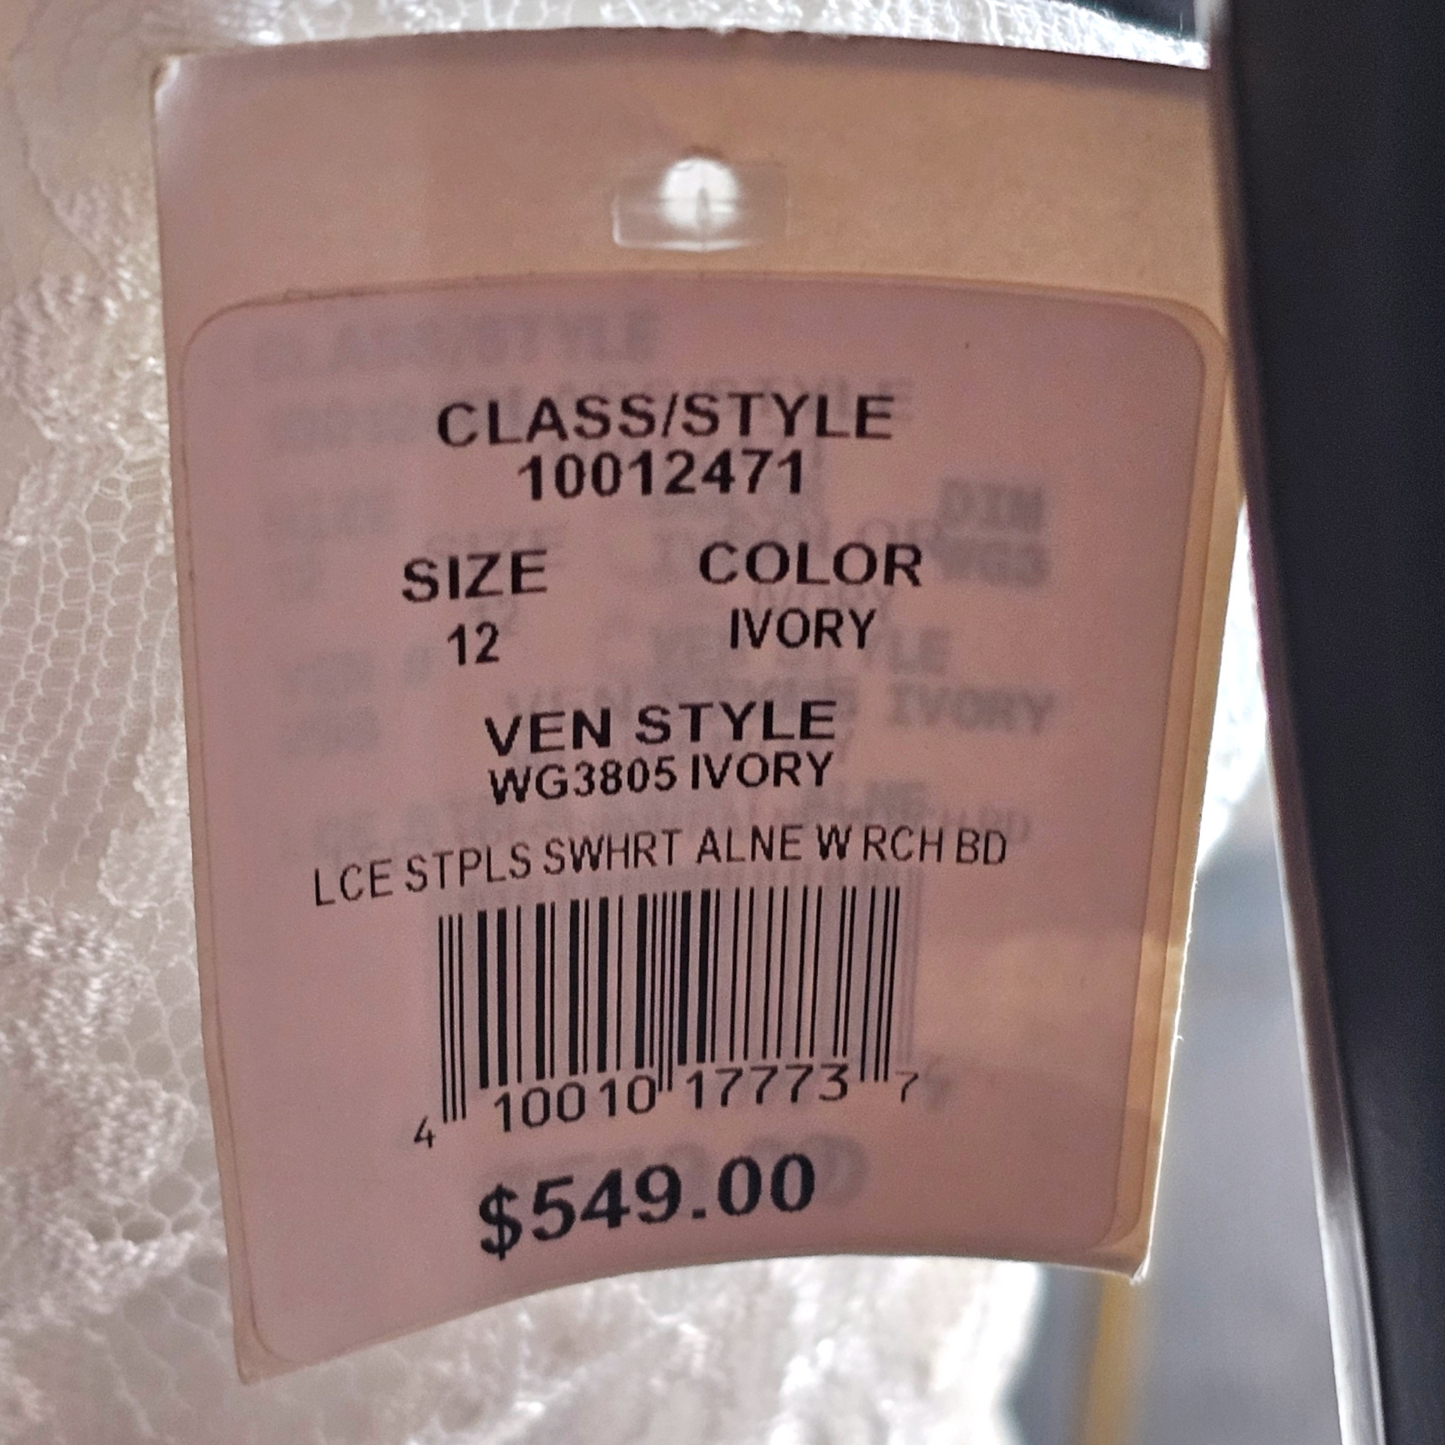 CLASS/STYLE
10012471
SIZE COLOR
12 IVORY
VEN STYLE
WG3805 IVORY
LCE STPLS SWHRT ALNE W RCH BD
4 10010 17773 7
$549.00